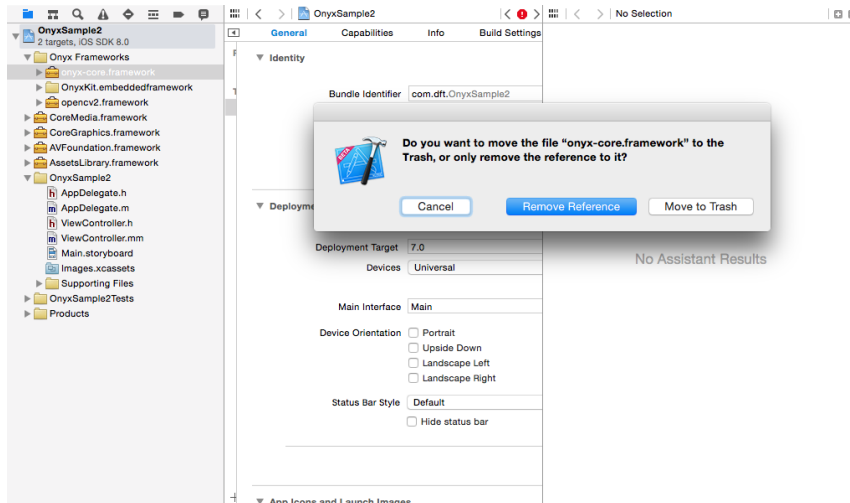 OnyxSample2
No Selection
OnyxSample2
2 targets, iOS SDK 8.0
General Capabilities Info Build Settings
Onyx Frameworks
onyx-core.framework
OnyxKit.embeddedframework
opencv2.framework
CoreMedia.framework
CoreGraphics.framework
AVFoundation.framework
AssetsLibrary.framework
OnyxSample2
h AppDelegate.h
m AppDelegate.m
h ViewController.h
m ViewController.mm
Main.storyboard
Images.xcassets
Supporting Files
OnyxSample2Tests
Products
Identity
Bundle Identifier com.dft.OnyxSample2
BETA
Do you want to move the file “onyx-core.framework” to the
Trash, or only remove the reference to it?
Cancel Remove Reference Move to Trash
Deployme
Deployment Target 7.0
Devices Universal
Main Interface Main
Device Orientation Portrait
Upside Down
Landscape Left
Landscape Right
Status Bar Style Default
Hide status bar
App Icons and Launch Images
No Assistant Results